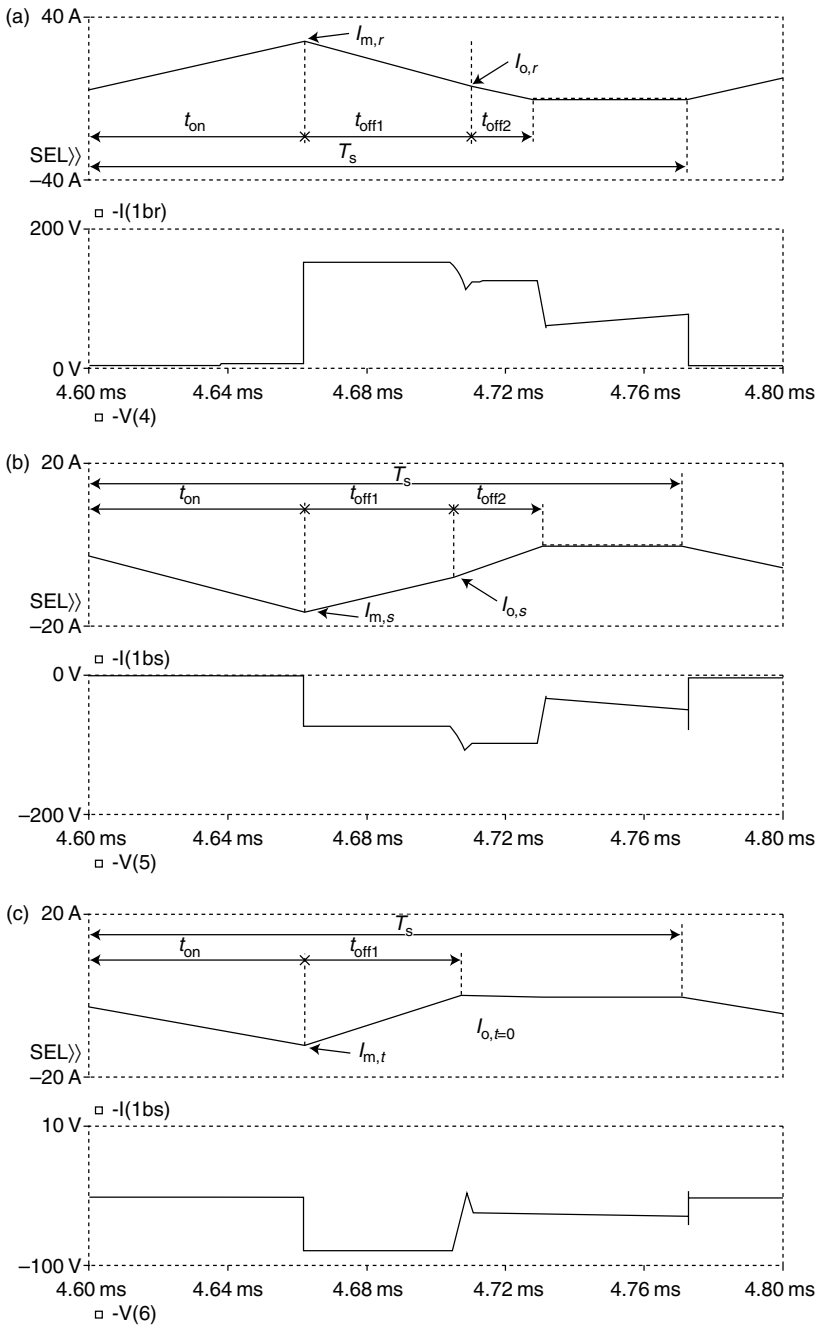 (a) 40 A
I_m,r
I_o,r
t_on t_off1 t_off2
SEL⟩⟩
T_s
–40 A
-I(1br)
200 V
0 V
4.60 ms 4.64 ms 4.68 ms 4.72 ms 4.76 ms 4.80 ms
-V(4)
(b) 20 A
T_s
t_on t_off1 t_off2
SEL⟩⟩
I_m,s
I_o,s
–20 A
-I(1bs)
0 V
–200 V
4.60 ms 4.64 ms 4.68 ms 4.72 ms 4.76 ms 4.80 ms
-V(5)
(c) 20 A
T_s
t_on t_off1
I_o,t=0
SEL⟩⟩
I_m,t
–20 A
-I(1bs)
10 V
–100 V
4.60 ms 4.64 ms 4.68 ms 4.72 ms 4.76 ms 4.80 ms
-V(6)